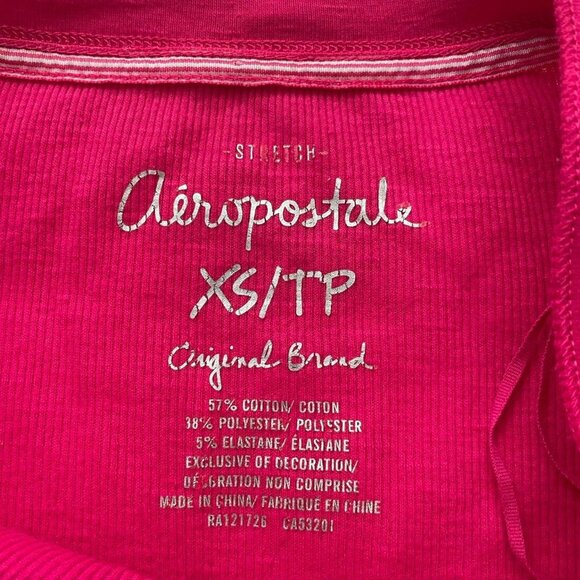 -STRETCH-
aéropostale
XS/TP
Original Brand
57% COTTON/ COTON
38% POLYESTER/ POLYESTER
5% ELASTANE/ ÉLASTANE
EXCLUSIVE OF DECORATION/
DÉCORATION NON COMPRISE
MADE IN CHINA/ FABRIQUÉ EN CHINE
RA121726 CA53201